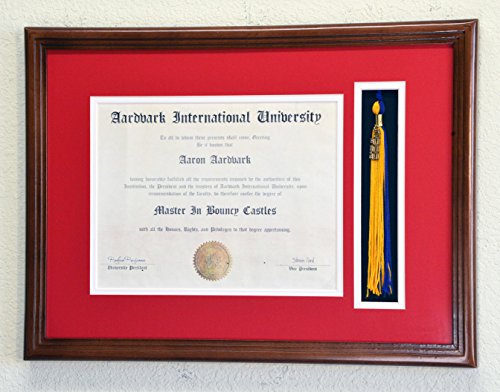 Aardvark International University
To all to whom these presents shall come, Greeting
Be it known that
Aaron Aardvark
having honorably fulfilled all the requirements imposed by the authorities of this
Institution, the President and the trustees of Aardvark International University, upon
recommendation of the faculty, do therefore confer the degree of
Master In Bouncy Castles
with all the Honors, Rights, and Privileges to that degree appertaining.
University President
Vice President